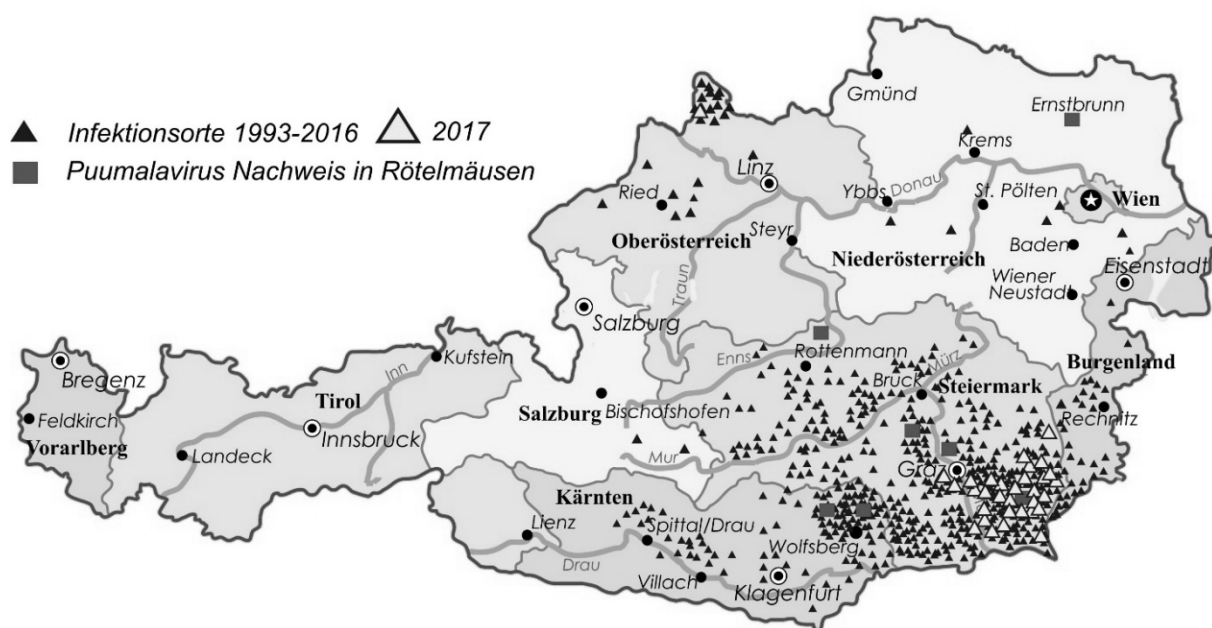 Infektionsorte 1993-2016
2017
Puumalavirus Nachweis in Rötelmäusen
Gmünd
Ernstbrunn
Krems
Linz
Ried
Ybbs
Donau
St. Pölten
Wien
Steyr
Oberösterreich
Niederösterreich
Baden
Eisenstadt
Wiener
Neustadt
Traun
Salzburg
Enns
Rottenmann
Kufstein
Bregenz
Inn
Mürz
Burgenland
Tirol
Bruck
Steiermark
Salzburg
Bischofshofen
Rechnitz
Feldkirch
Vorarlberg
Innsbruck
Landeck
Mur
Graz
Kärnten
Lienz
Spittal/Drau
Wolfsberg
Drau
Villach
Klagenfurt